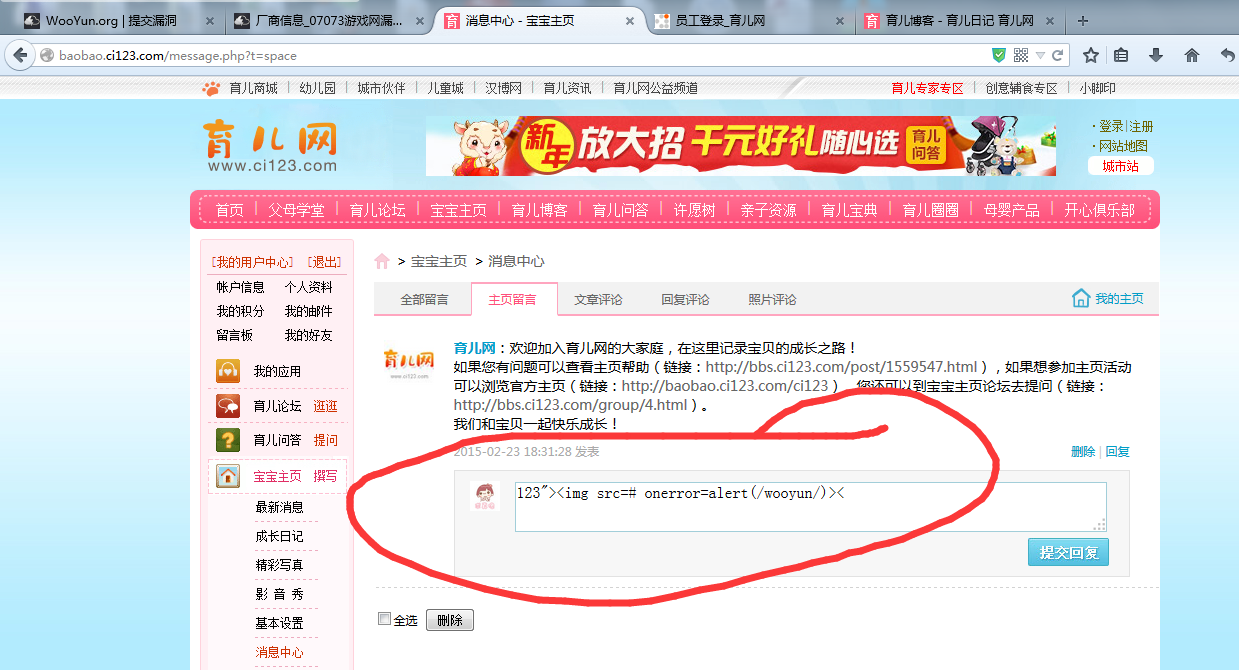 WooYun.org | 提交漏洞
厂商信息_07073游戏网漏...
消息中心 - 宝宝主页
员工登录_育儿网
育儿博客 - 育儿日记 育儿网
baobao.ci123.com/message.php?t=space
育儿商城 | 幼儿园 | 城市伙伴 | 儿童城 | 汉博网 | 育儿资讯 | 育儿网公益频道
育儿专家专区 | 创意辅食专区 | 小脚印
育儿网
www.ci123.com
新年 放大招 千元好礼 随心选 育儿问答
·登录|注册
·网站地图
城市站
首页 | 父母学堂 | 育儿论坛 | 宝宝主页 | 育儿博客 | 育儿问答 | 许愿树 | 亲子资源 | 育儿宝典 | 育儿圈圈 | 母婴产品 | 开心俱乐部
[我的用户中心] [退出]
帐户信息 个人资料
我的积分 我的邮件
留言板 我的好友
我的应用
育儿论坛 逛逛
育儿问答 提问
宝宝主页 撰写
最新消息
成长日记
精彩写真
影 音 秀
基本设置
消息中心
> 宝宝主页 > 消息中心
全部留言 主页留言 文章评论 回复评论 照片评论
我的主页
育儿网
www.ci123.com
育儿网：欢迎加入育儿网的大家庭，在这里记录宝贝的成长之路！
如果您有问题可以查看主页帮助（链接：http://bbs.ci123.com/post/1559547.html），如果想参加主页活动
可以浏览官方主页（链接：http://baobao.ci123.com/ci123），您还可以到宝宝主页论坛去提问（链接：
http://bbs.ci123.com/group/4.html）。
我们和宝贝一起快乐成长！
2015-02-23 18:31:28 发表
删除 | 回复
123"><img src=# onerror=alert(/wooyun/)><
提交回复
全选 删除